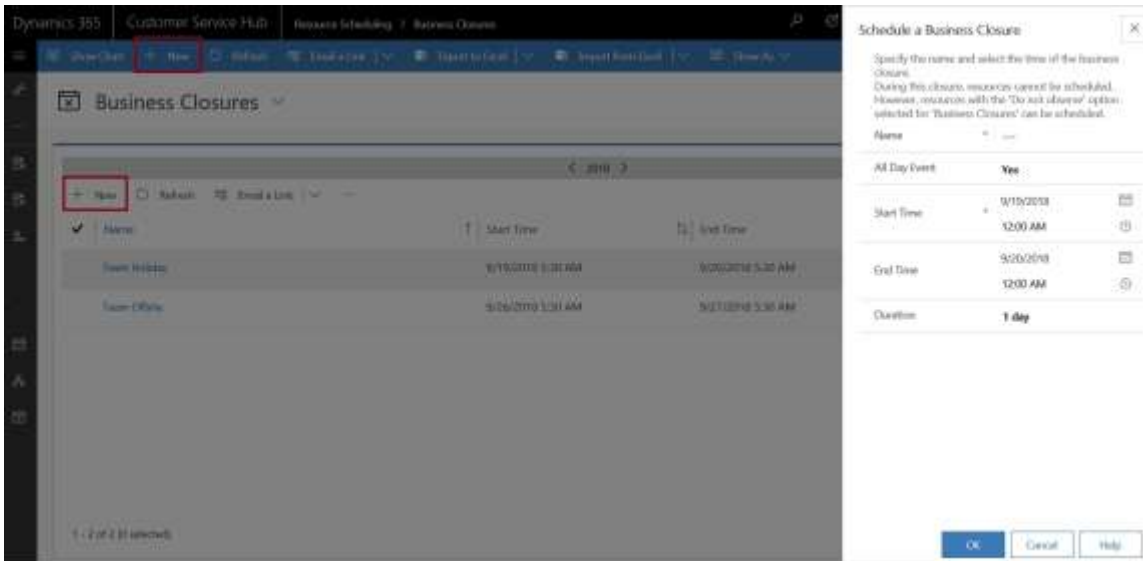 Dynamics 365 Customer Service Hub Resource Scheduling > Business Closures
Show Chart + New Refresh Email a Link Export to Excel Import from Excel Show As
Business Closures
< 2018 >
+ New Refresh Email a Link ...
Name ↑ Start Time End Time
Team Holiday 9/19/2018 5:30 AM 9/20/2018 5:30 AM
Team Offsite 9/26/2018 5:30 AM 9/27/2018 5:30 AM
1 - 2 of 2 (0 selected)
Schedule a Business Closure
Specify the name and select the time of the business
closure.
During this closure, resources cannot be scheduled.
However, resources with the "Do not observe" option
selected for "Business Closures" can be scheduled.
Name * ---
All Day Event Yes
Start Time * 9/19/2018
12:00 AM
End Time 9/20/2018
12:00 AM
Duration 1 day
OK Cancel Help